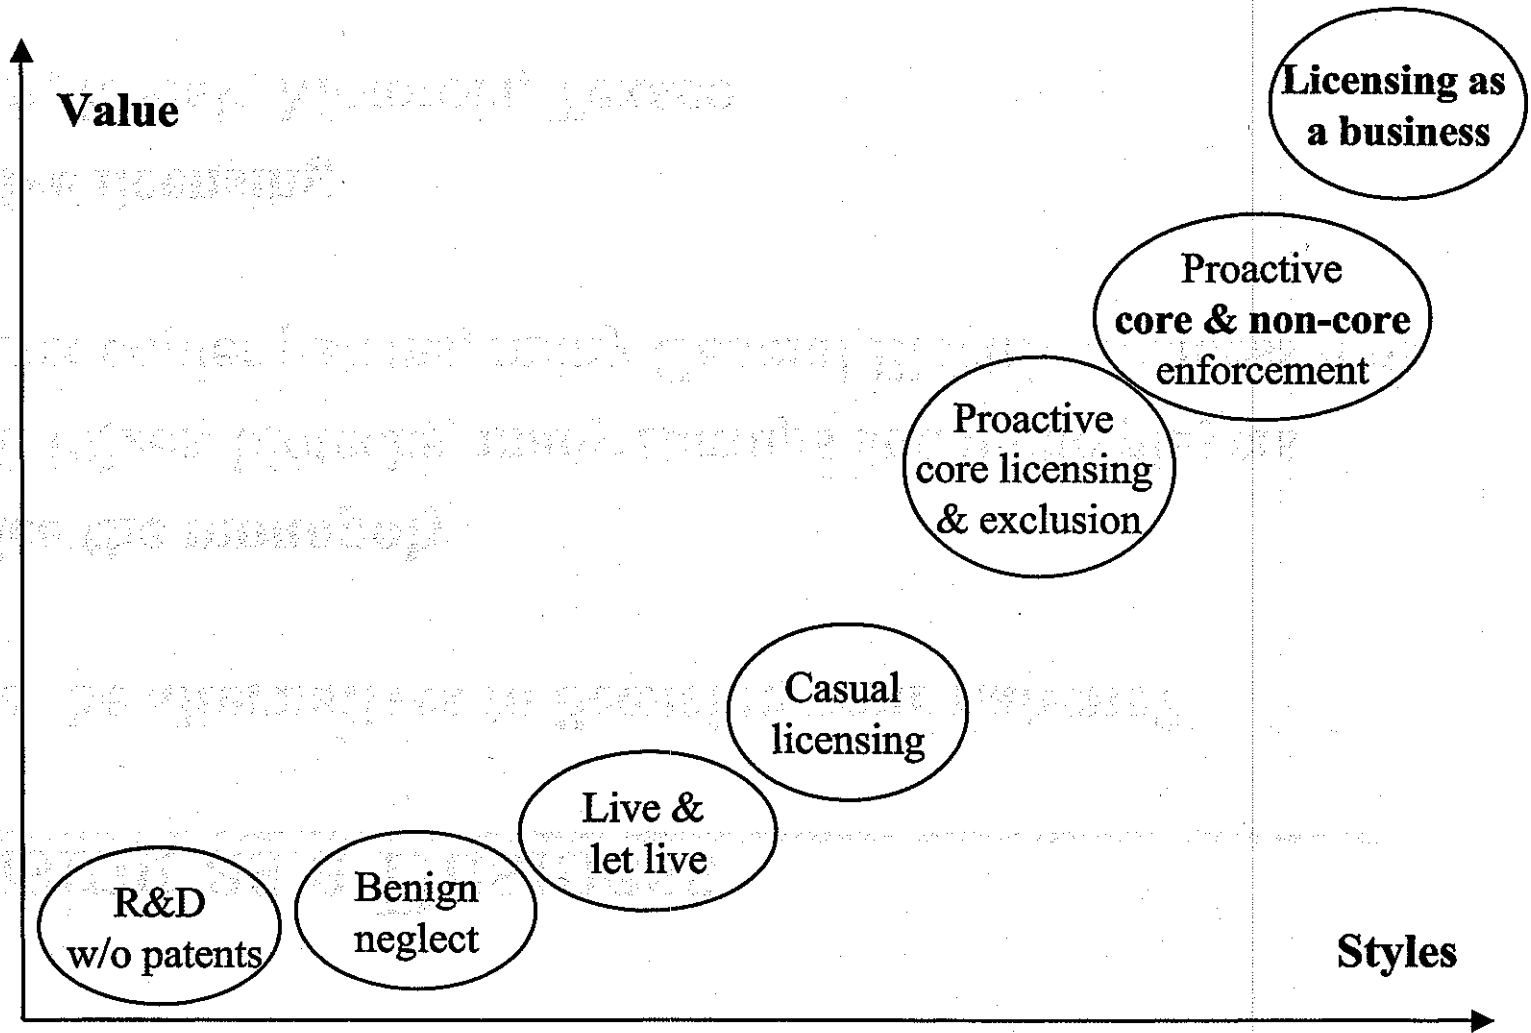 Value
Licensing as
a business
Proactive
core & non-core
enforcement
Proactive
core licensing
& exclusion
Casual
licensing
Live &
let live
Benign
neglect
R&D
w/o patents
Styles